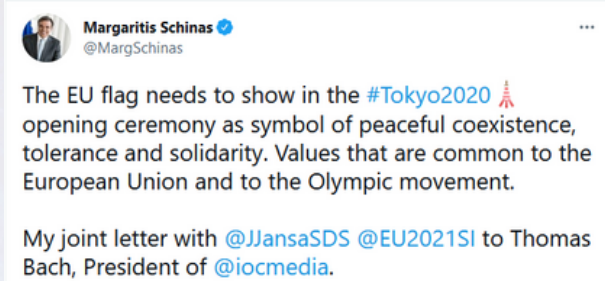 Margaritis Schinas
@MargSchinas
The EU flag needs to show in the #Tokyo2020
opening ceremony as symbol of peaceful coexistence,
tolerance and solidarity. Values that are common to the
European Union and to the Olympic movement.
My joint letter with @JJansaSDS @EU2021SI to Thomas
Bach, President of @iocmedia.